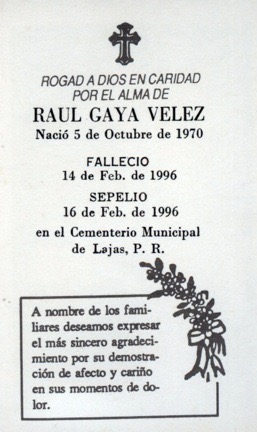 ROGAD A DIOS EN CARIDAD
POR EL ALMA DE
RAUL GAYA VELEZ
Nació 5 de Octubre de 1970
FALLECIO
14 de Feb. de 1996
SEPELIO
16 de Feb. de 1996
en el Cementerio Municipal
de Lajas, P. R.
A nombre de los fami-
liares deseamos expresar
el más sincero agradeci-
miento por su demostra-
ción de afecto y cariño
en sus momentos de do-
lor.